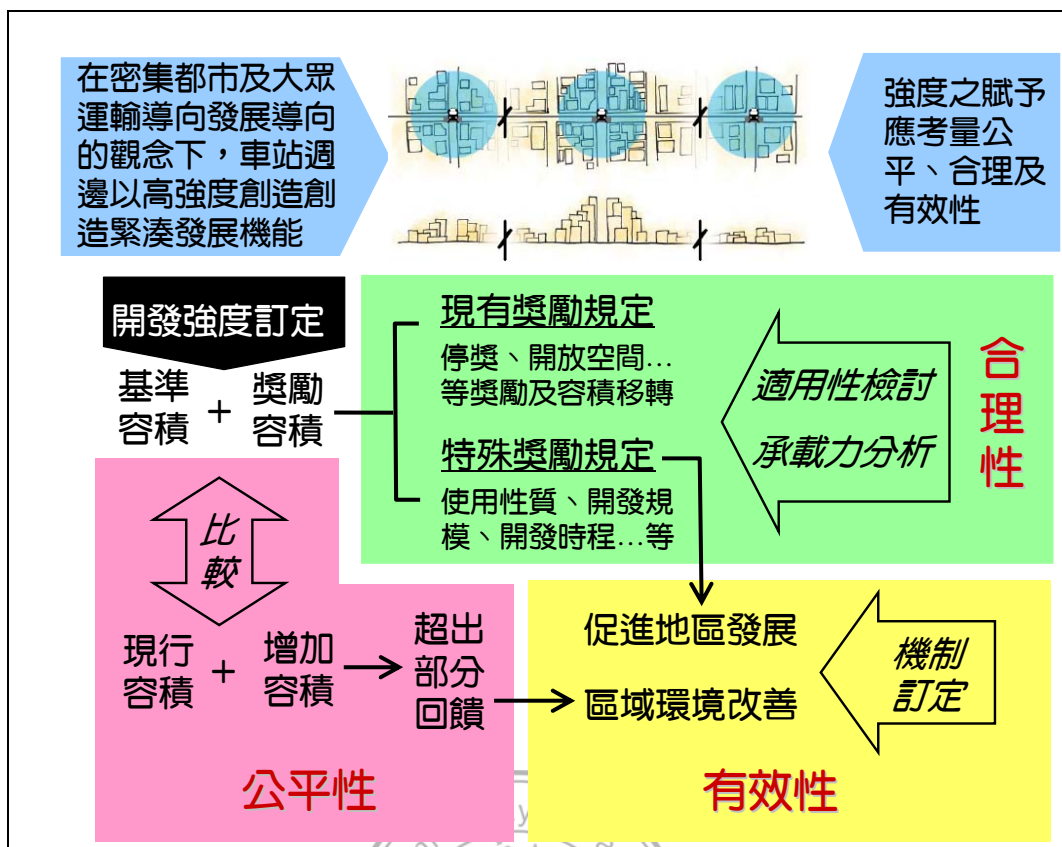 在密集都市及大眾
運輸導向發展導向
的觀念下，車站週
邊以高強度創造創
造緊湊發展機能
強度之賦予
應考量公
平、合理及
有效性
開發強度訂定
基準
容積
+
獎勵
容積
現有獎勵規定
停獎、開放空間…
等獎勵及容積移轉
特殊獎勵規定
使用性質、開發規
模、開發時程…等
適用性檢討
承載力分析
合
理
性
比
較
現行
容積
+
增加
容積
超出
部分
回饋
公平性
促進地區發展
區域環境改善
機制
訂定
有效性